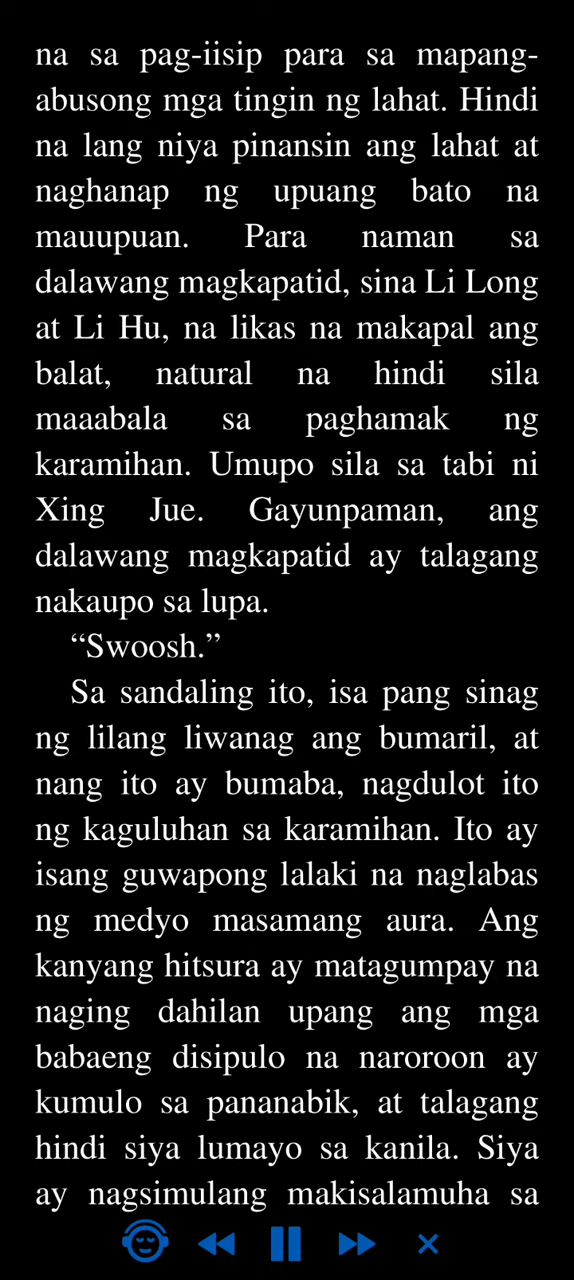 na sa pag-iisip para sa mapang-
abusong mga tingin ng lahat. Hindi
na lang niya pinansin ang lahat at
naghanap ng upuang bato na
mauupuan. Para naman sa
dalawang magkapatid, sina Li Long
at Li Hu, na likas na makapal ang
balat, natural na hindi sila
maaabala sa paghamak ng
karamihan. Umupo sila sa tabi ni
Xing Jue. Gayunpaman, ang
dalawang magkapatid ay talagang
nakaupo sa lupa.
“Swoosh.”
Sa sandaling ito, isa pang sinag
ng lilang liwanag ang bumaril, at
nang ito ay bumaba, nagdulot ito
ng kaguluhan sa karamihan. Ito ay
isang guwapong lalaki na naglabas
ng medyo masamang aura. Ang
kanyang hitsura ay matagumpay na
naging dahilan upang ang mga
babaeng disipulo na naroroon ay
kumulo sa pananabik, at talagang
hindi siya lumayo sa kanila. Siya
ay nagsimulang makisalamuha sa